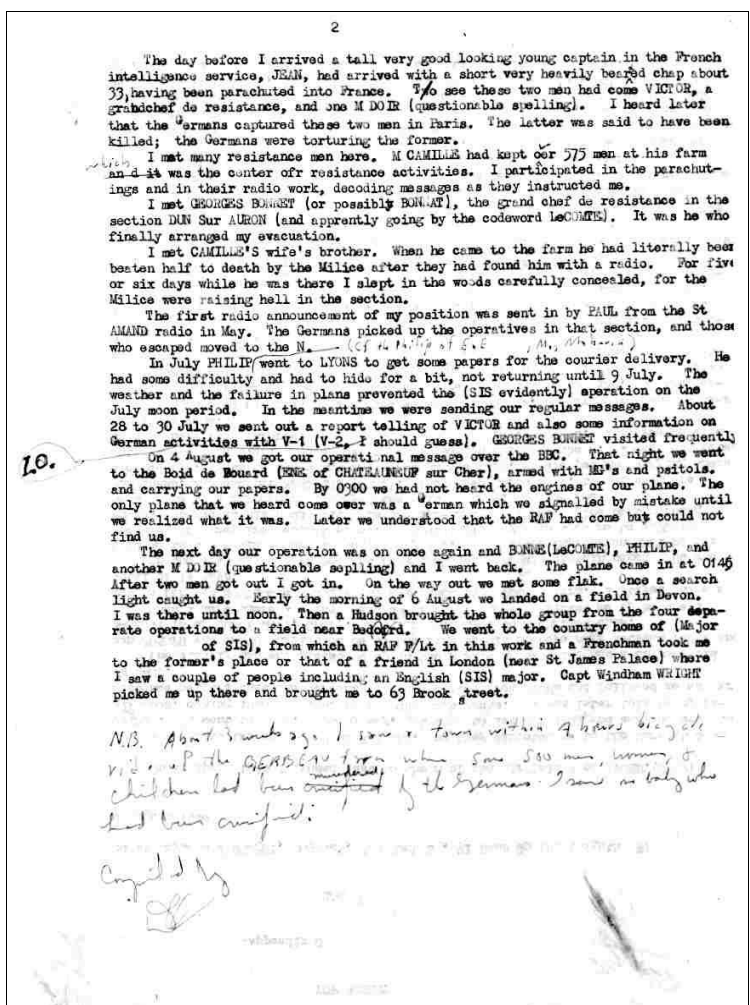 2
The day before I arrived a tall very good looking young captain in the French
intelligence service, JEAN, had arrived with a short very heavily bearded chap about
33, having been parachuted into France. To see these two men had come VICTOR, a
grandchef de resistance, and one M DOIR (questionable spelling). I heard later
that the Germans captured these two men in Paris. The latter was said to have been
killed; the Germans were torturing the former.
I met many resistance men here. M CAMILLE had kept over 575 men at his farm
which
and it was the center ofr resistance activities. I participated in the parachut-
ings and in their radio work, decoding messages as they instructed me.
I met GEORGES BONNET (or possibly BONNAT), the grand chef de resistance in the
section DUN Sur AURON (and apprently going by the codeword LeCOMTE). It was he who
finally arranged my evacuation.
I met CAMILLE'S wife's brother. When he came to the farm he had literally been
beaten half to death by the Milice after they had found him with a radio. For five
or six days while he was there I slept in the woods carefully concealed, for the
Milice were raising hell in the section.
The first radio announcement of my position was sent in by PAUL from the St
AMAND radio in May. The Germans picked up the operatives in that section, and those
who escaped moved to the N. (Cf the Philip of E&E
In July PHILIP went to LYONS to get some papers for the courier delivery. He
had some difficulty and had to hide for a bit, not returning until 9 July. The
weather and the failure in plans prevented the (SIS evidently) operation on the
July moon period. In the meantime we were sending our regular messages. About
28 to 30 July we sent out a report telling of VICTOR and also some information on
German activities with V-1 (V-2, I should guess). GEORGES BONNET visited frequently
On 4 August we got our operational message over the BBC. That night we went
to the Boid de Houard (ENE of CHATEAUNEUF sur Cher), armed with MG's and psitols.
and carrying our papers. By 0300 we had not heard the engines of our plane. The
only plane that we heard come over was a German which we signalled by mistake until
we realized what it was. Later we understood that the RAF had come but could not
find us.
The next day our operation was on once again and BONNE(LeCOMTE), PHILIP, and
another M DOIR (questionable seplling) and I went back. The plane came in at 0145
After two men got out I got in. On the way out we met some flak. Once a search
light caught us. Early the morning of 6 August we landed on a field in Devon.
I was there until noon. Then a Hudson brought the whole group from the four sepa-
rate operations to a field near Bedofrd. We went to the country home of (Major
of SIS), from which an RAF F/Lt in this work and a Frenchman took me
to the former's place or that of a friend in London (near St James Palace) where
I saw a couple of people including an English (SIS) major. Capt Windham WRIGHT
picked me up there and brought me to 63 Brook street.
N.B. About 3 weeks ago I saw a town within 4 hours bicycle
ride of the GERBEAU farm where some 500 men, women, &
murdered
children had been crucified by the Germans. I saw a baby who
had been crucified.